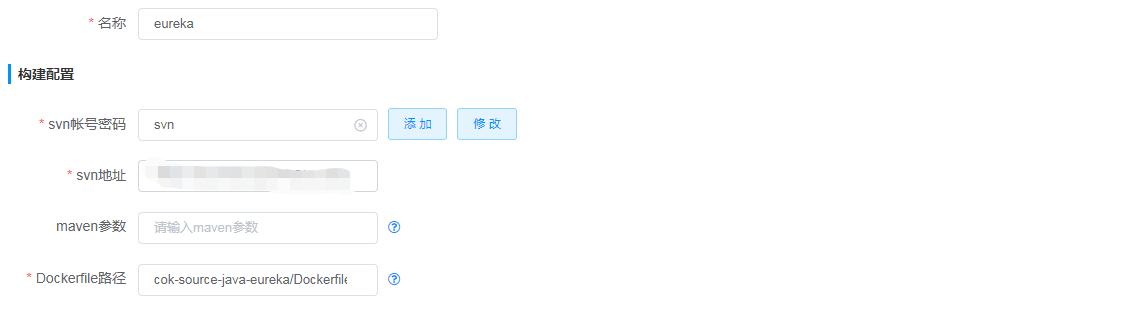 * 名称 eureka
构建配置
* svn帐号密码 svn 添 加 修 改
* svn地址
maven参数 请输入maven参数
* Dockerfile路径 cok-source-java-eureka/Dockerfile